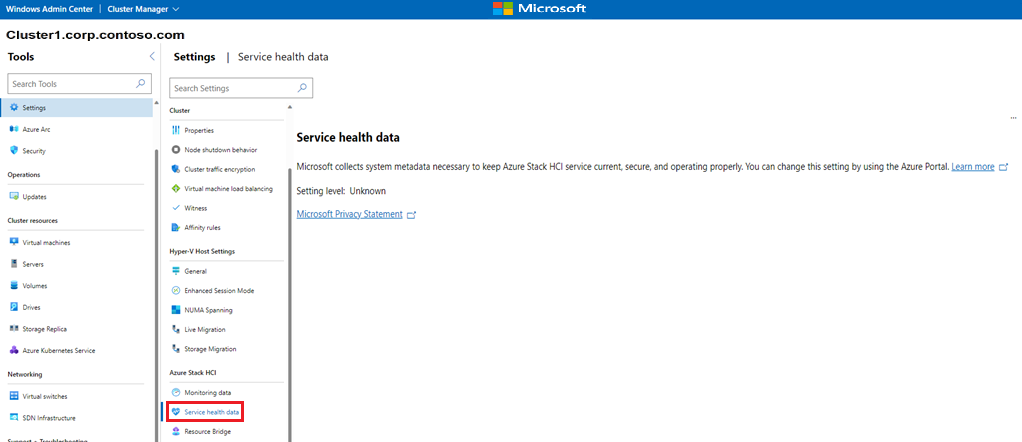 Windows Admin Center | Cluster Manager
Microsoft
Cluster1.corp.contoso.com
Tools
Search Tools
Settings
Azure Arc
Security
Operations
Updates
Cluster resources
Virtual machines
Servers
Volumes
Drives
Storage Replica
Azure Kubernetes Service
Networking
Virtual switches
SDN Infrastructure
Support + Troubleshooting
Settings | Service health data
Search Settings
Cluster
Properties
Node shutdown behavior
Cluster traffic encryption
Virtual machine load balancing
Witness
Affinity rules
Hyper-V Host Settings
General
Enhanced Session Mode
NUMA Spanning
Live Migration
Storage Migration
Azure Stack HCI
Monitoring data
Service health data
Resource Bridge
...
Service health data
Microsoft collects system metadata necessary to keep Azure Stack HCI service current, secure, and operating properly. You can change this setting by using the Azure Portal. Learn more
Setting level: Unknown
Microsoft Privacy Statement